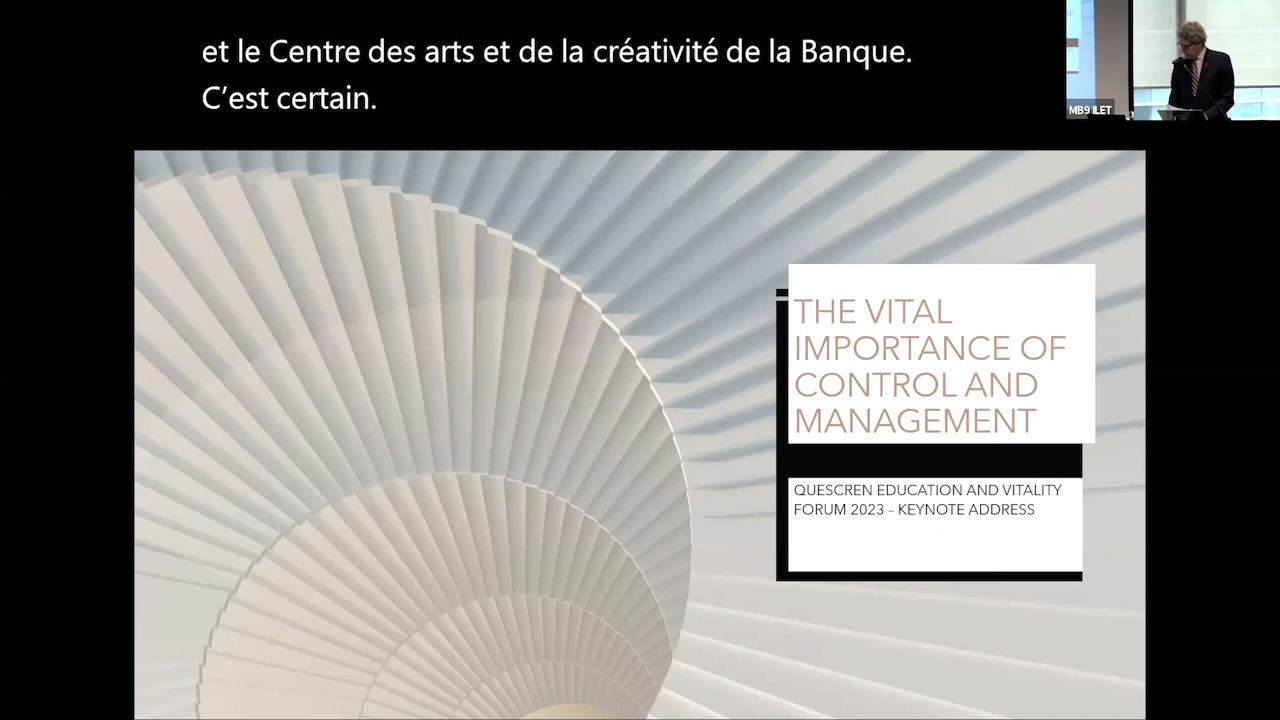 et le Centre des arts et de la créativité de la Banque.
C’est certain.
MB9 ILET
THE VITAL
IMPORTANCE OF
CONTROL AND
MANAGEMENT
QUESCREN EDUCATION AND VITALITY
FORUM 2023 – KEYNOTE ADDRESS